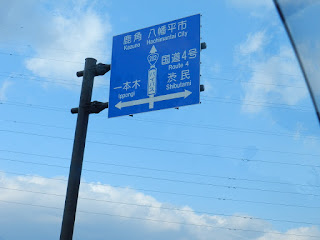 鹿角 八幡平市
Kazuno Hachimantai City
282
国道4号
Route 4
一本木
Ippongi
渋民
Shibutami